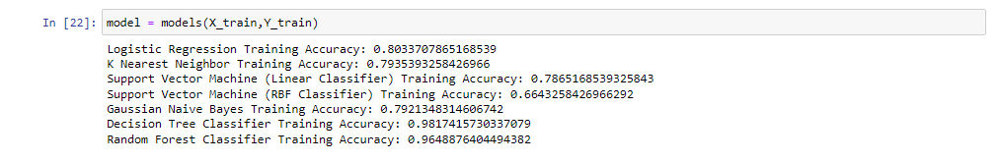 In [22]: model = models(X_train,Y_train)
Logistic Regression Training Accuracy: 0.8033707865168539
K Nearest Neighbor Training Accuracy: 0.7935393258426966
Support Vector Machine (Linear Classifier) Training Accuracy: 0.7865168539325843
Support Vector Machine (RBF Classifier) Training Accuracy: 0.6643258426966292
Gaussian Naive Bayes Training Accuracy: 0.7921348314606742
Decision Tree Classifier Training Accuracy: 0.9817415730337079
Random Forest Classifier Training Accuracy: 0.9648876404494382